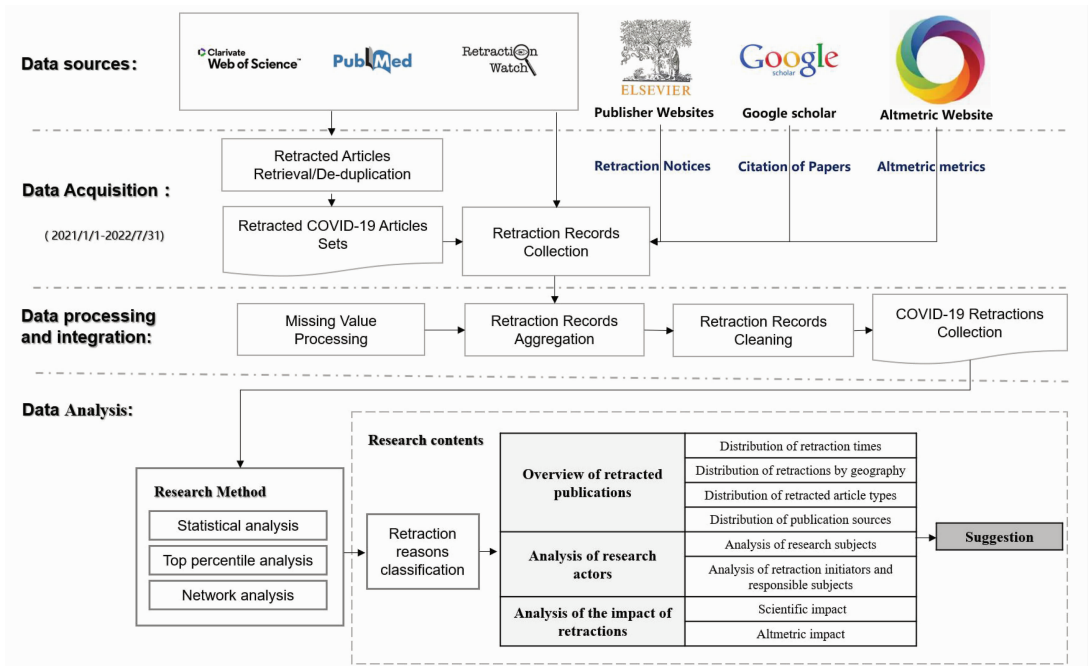 Data sources:
Clarivate
Web of Science™
PubMed
Retraction
Watch
ELSEVIER
Google
scholar
Publisher Websites
Google scholar
Altmetric Website
Retracted Articles
Retrieval/De-duplication
Retraction Notices
Citation of Papers
Altmetric metrics
Data Acquisition :
( 2021/1/1-2022/7/31)
Retracted COVID-19 Articles
Sets
Retraction Records
Collection
Data processing
and integration:
Missing Value
Processing
Retraction Records
Aggregation
Retraction Records
Cleaning
COVID-19 Retractions
Collection
Data Analysis:
Research Method
Statistical analysis
Top percentile analysis
Network analysis
Retraction
reasons
classification
Research contents
Overview of retracted
publications
Distribution of retraction times
Distribution of retractions by geography
Distribution of retracted article types
Distribution of publication sources
Analysis of research
actors
Analysis of research subjects
Analysis of retraction initiators and
responsible subjects
Analysis of the impact of
retractions
Scientific impact
Altmetric impact
Suggestion